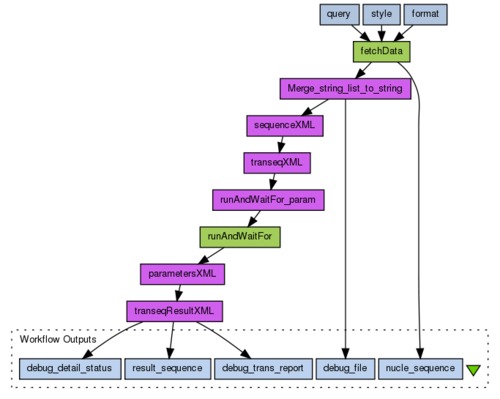 query style format
fetchData
Merge_string_list_to_string
sequenceXML
transeqXML
runAndWaitFor_param
runAndWaitFor
parametersXML
transeqResultXML
Workflow Outputs
debug_detail_status result_sequence debug_trans_report debug_file nucle_sequence